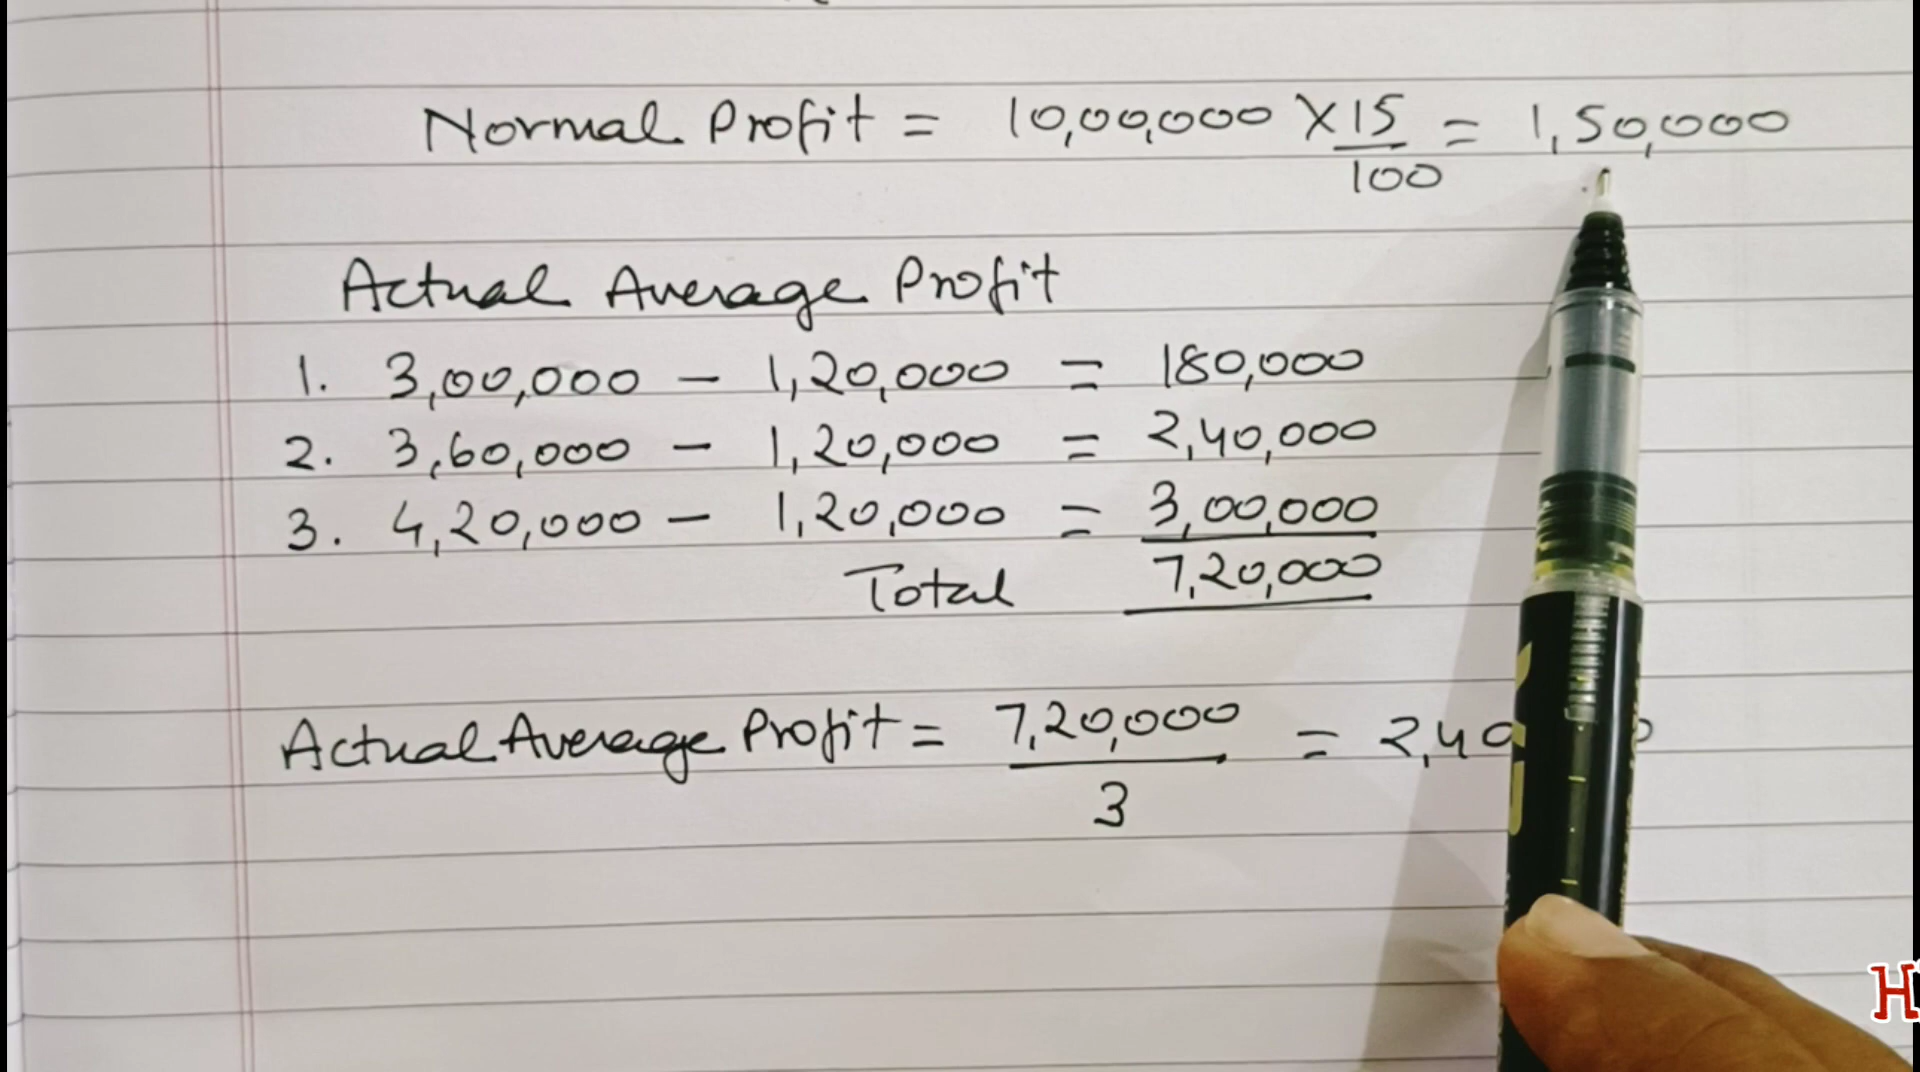 Normal Profit = 10,00,000 X 15/100 = 1,50,000
Actual Average Profit
1. 3,00,000 - 1,20,000 = 180,000
2. 3,60,000 - 1,20,000 = 2,40,000
3. 4,20,000 - 1,20,000 = 3,00,000
Total 7,20,000
Actual Average Profit = 7,20,000/3 = 2,40
H